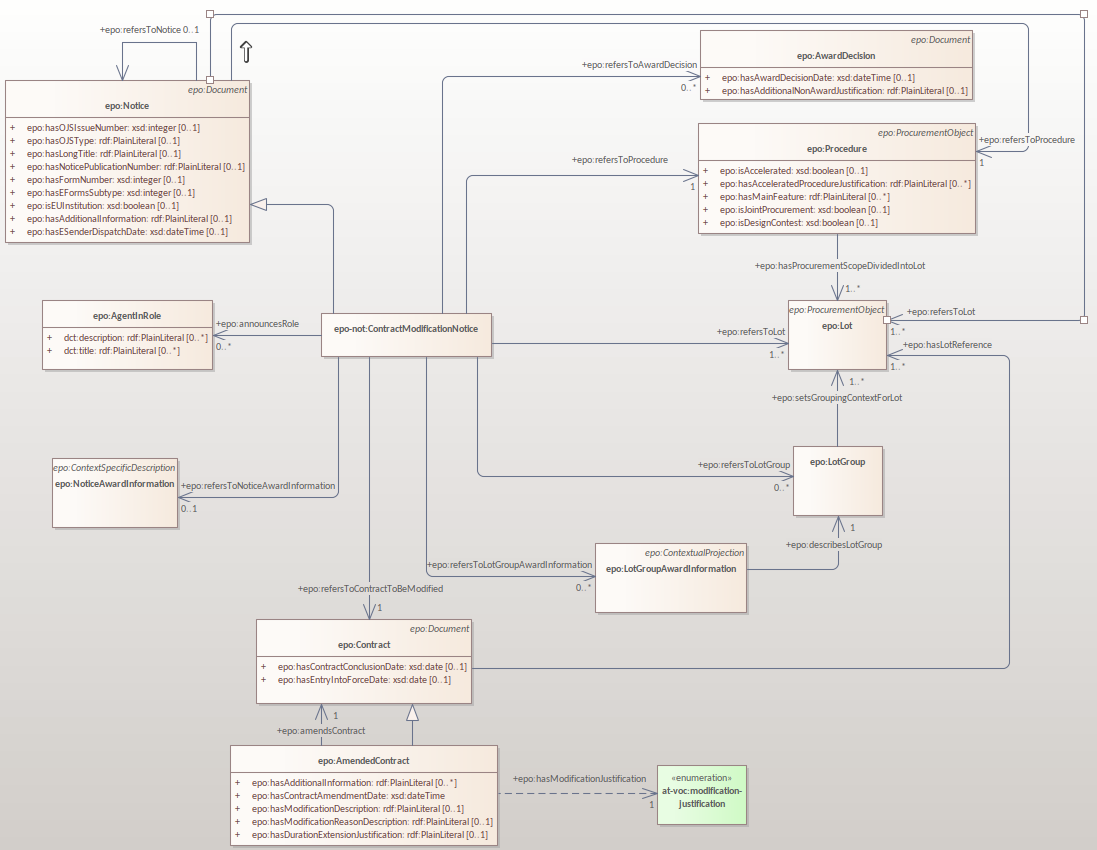 +epo:refersToNotice 0..1
epo:Document
epo:Notice
+ epo:hasOJSIssueNumber: xsd:integer [0..1]
+ epo:hasOJSType: rdf:PlainLiteral [0..1]
+ epo:hasLongTitle: rdf:PlainLiteral [0..1]
+ epo:hasNoticePublicationNumber: rdf:PlainLiteral [0..1]
+ epo:hasFormNumber: xsd:integer [0..1]
+ epo:hasEFormsSubtype: xsd:integer [0..1]
+ epo:isEUInstitution: xsd:boolean [0..1]
+ epo:hasAdditionalInformation: rdf:PlainLiteral [0..1]
+ epo:hasESenderDispatchDate: xsd:dateTime [0..1]
+epo:refersToAwardDecision
0..*
epo:Document
epo:AwardDecision
+ epo:hasAwardDecisionDate: xsd:dateTime [0..1]
+ epo:hasAdditionalNonAwardJustification: rdf:PlainLiteral [0..1]
+epo:refersToProcedure
1
epo:ProcurementObject
epo:Procedure
+ epo:isAccelerated: xsd:boolean [0..1]
+ epo:hasAcceleratedProcedureJustification: rdf:PlainLiteral [0..*]
+ epo:hasMainFeature: rdf:PlainLiteral [0..*]
+ epo:isJointProcurement: xsd:boolean [0..1]
+ epo:isDesignContest: xsd:boolean [0..1]
+epo:refersToProcedure
1
+epo:hasProcurementScopeDividedIntoLot
1..*
epo:AgentInRole
+ dct:description: rdf:PlainLiteral [0..*]
+ dct:title: rdf:PlainLiteral [0..*]
+epo:announcesRole
0..*
epo-not:ContractModificationNotice
+epo:refersToLot
1..*
epo:ProcurementObject
epo:Lot
+epo:refersToLot
1..*
+epo:hasLotReference
1..*
1..*
+epo:setsGroupingContextForLot
epo:ContextSpecificDescription
epo:NoticeAwardInformation
+epo:refersToNoticeAwardInformation
0..1
+epo:refersToLotGroup
0..*
epo:LotGroup
1
+epo:describesLotGroup
+epo:refersToLotGroupAwardInformation
0..*
epo:ContextualProjection
epo:LotGroupAwardInformation
+epo:refersToContractToBeModified
1
epo:Document
epo:Contract
+ epo:hasContractConclusionDate: xsd:date [0..1]
+ epo:hasEntryIntoForceDate: xsd:date [0..1]
1
+epo:amendsContract
epo:AmendedContract
+ epo:hasAdditionalInformation: rdf:PlainLiteral [0..*]
+ epo:hasContractAmendmentDate: xsd:dateTime
+ epo:hasModificationDescription: rdf:PlainLiteral [0..1]
+ epo:hasModificationReasonDescription: rdf:PlainLiteral [0..1]
+ epo:hasDurationExtensionJustification: rdf:PlainLiteral [0..1]
+epo:hasModificationJustification
1
«enumeration»
at-voc:modification-
justification